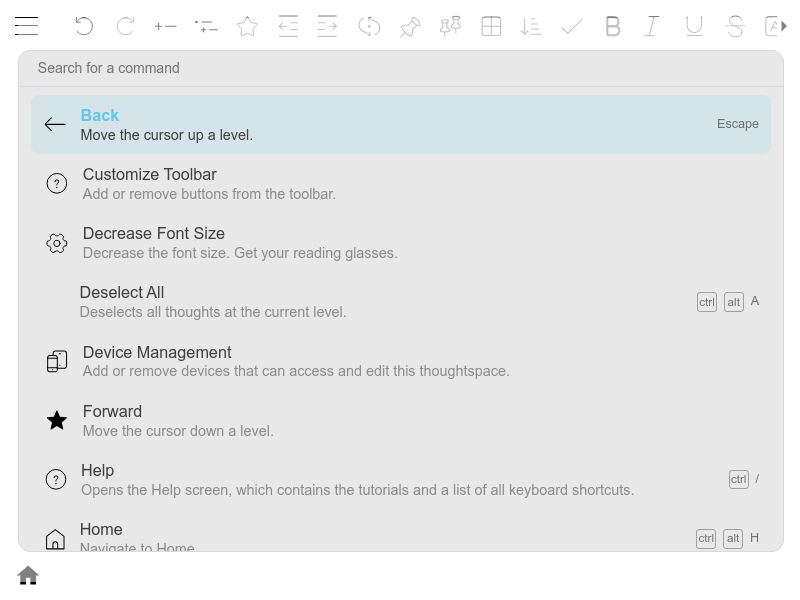 B I U S A
Search for a command
Back
Move the cursor up a level.
Escape
Customize Toolbar
Add or remove buttons from the toolbar.
Decrease Font Size
Decrease the font size. Get your reading glasses.
Deselect All
Deselects all thoughts at the current level.
ctrl alt A
Device Management
Add or remove devices that can access and edit this thoughtspace.
Forward
Move the cursor down a level.
Help
Opens the Help screen, which contains the tutorials and a list of all keyboard shortcuts.
ctrl /
Home
Navigate to Home
ctrl alt H